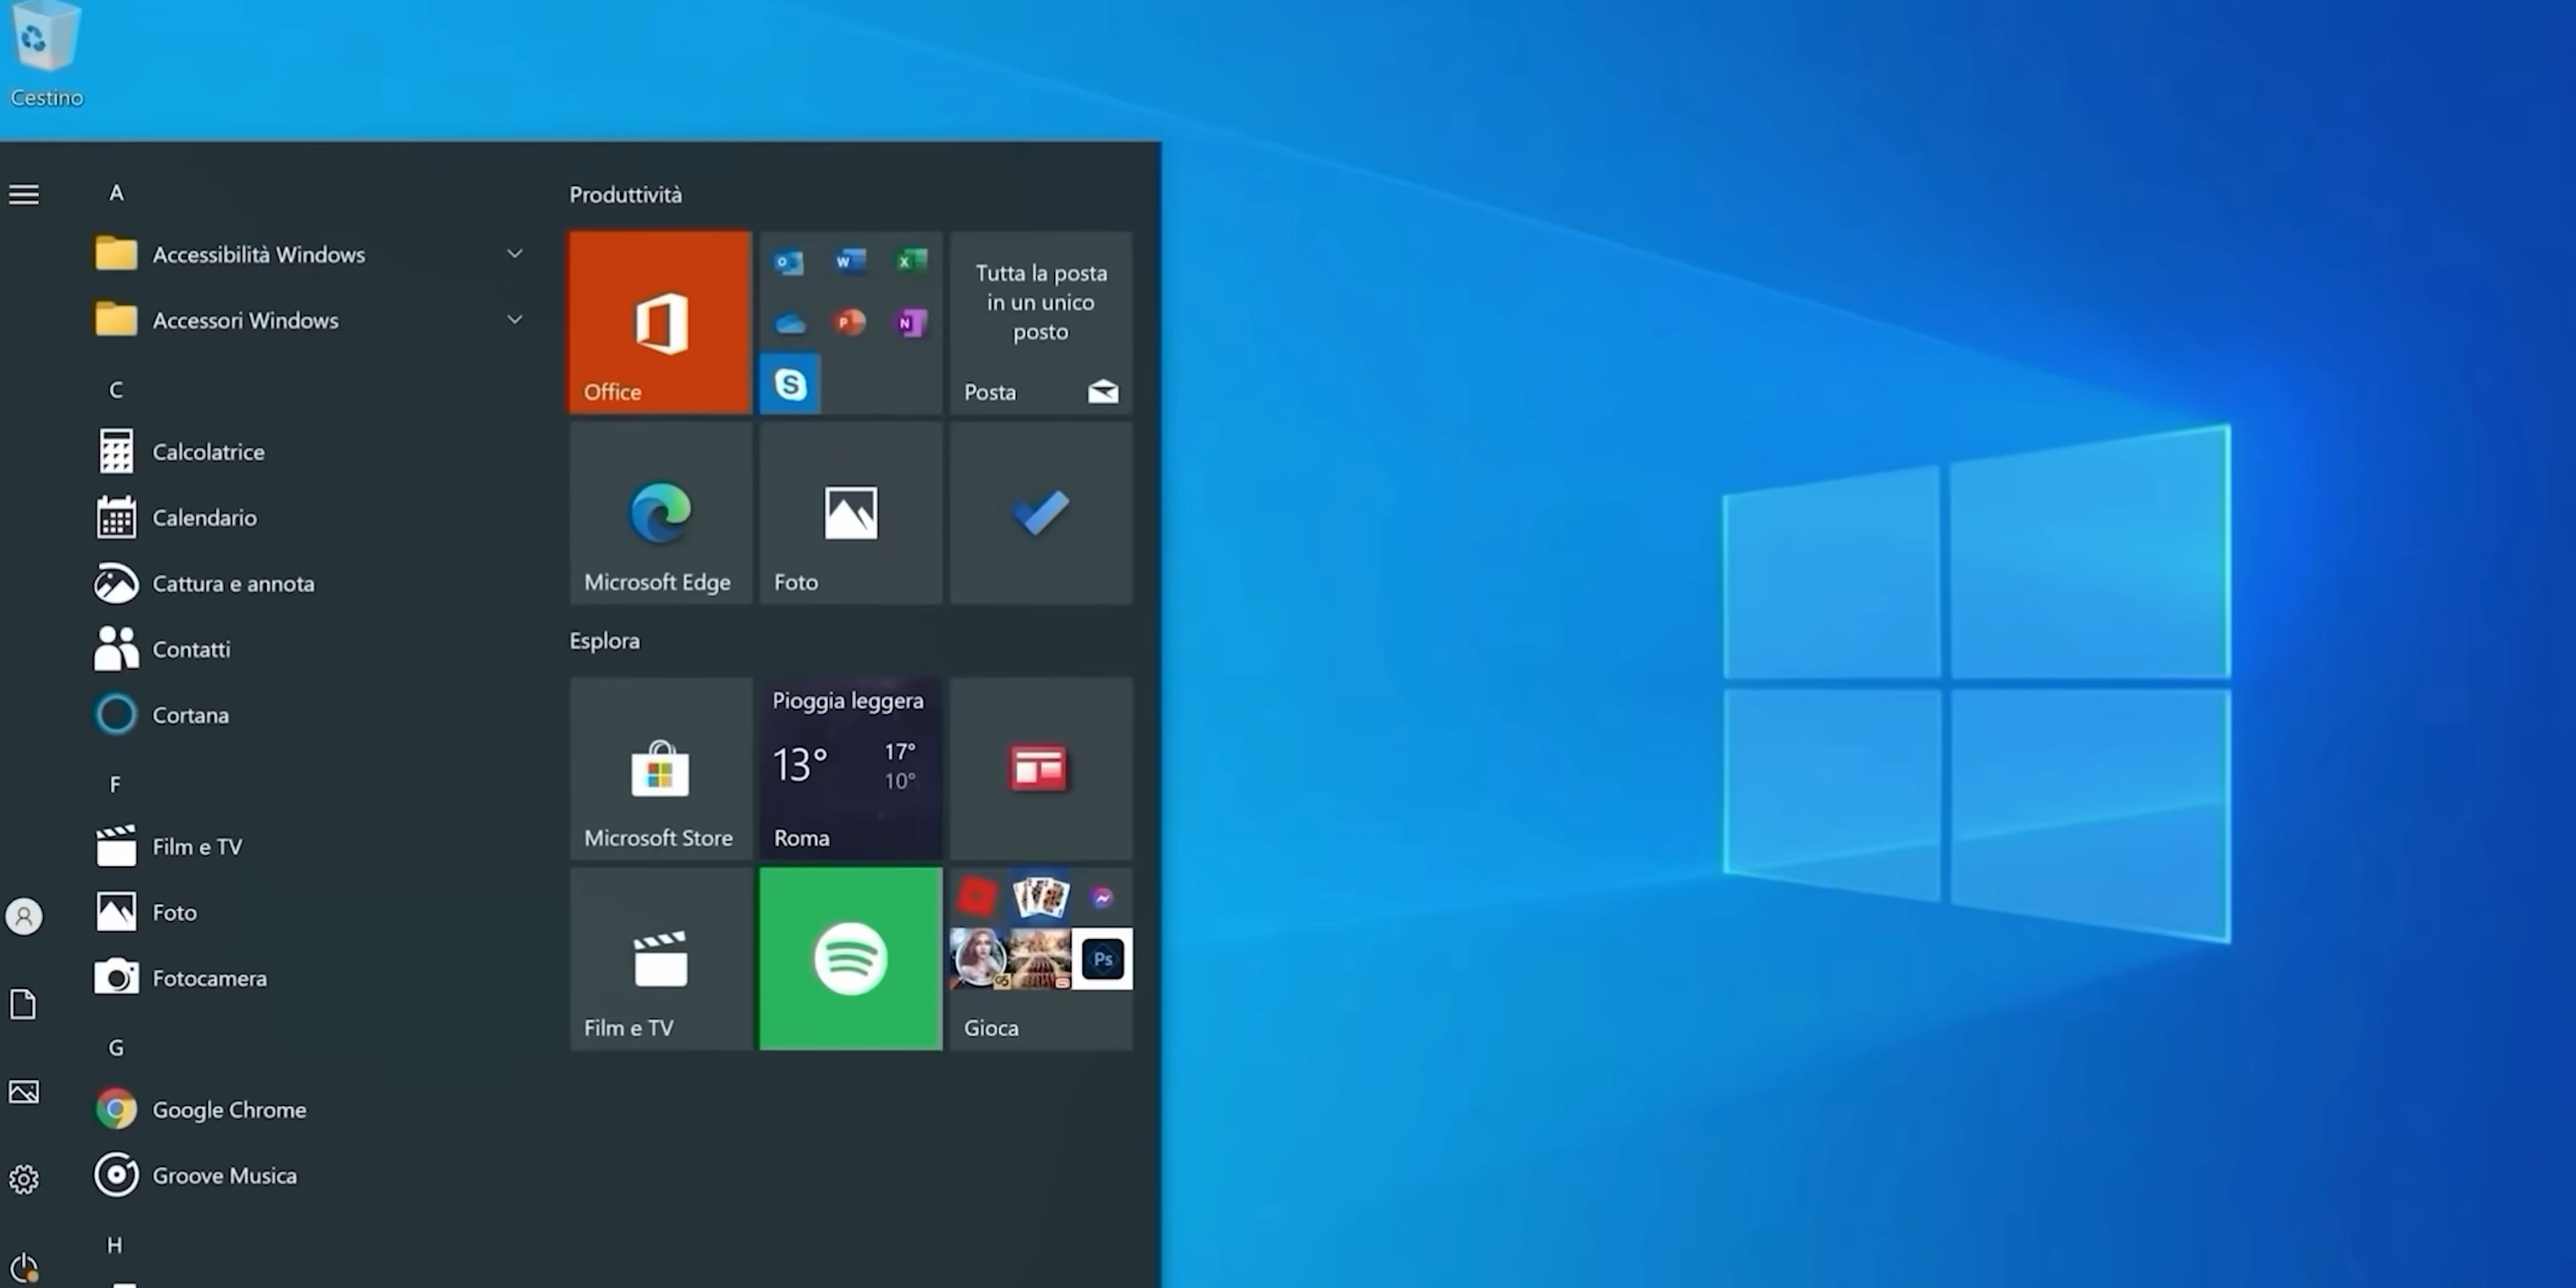 Cestino
A
Accessibilità Windows
Accessori Windows
C
Calcolatrice
Calendario
Cattura e annota
Contatti
Cortana
F
Film e TV
Foto
Fotocamera
G
Google Chrome
Groove Musica
H
Produttività
Office
Tutta la posta
in un unico
posto
Posta
Microsoft Edge
Foto
Esplora
Microsoft Store
Pioggia leggera
13°
17°
10°
Roma
Film e TV
Ps
Gioca